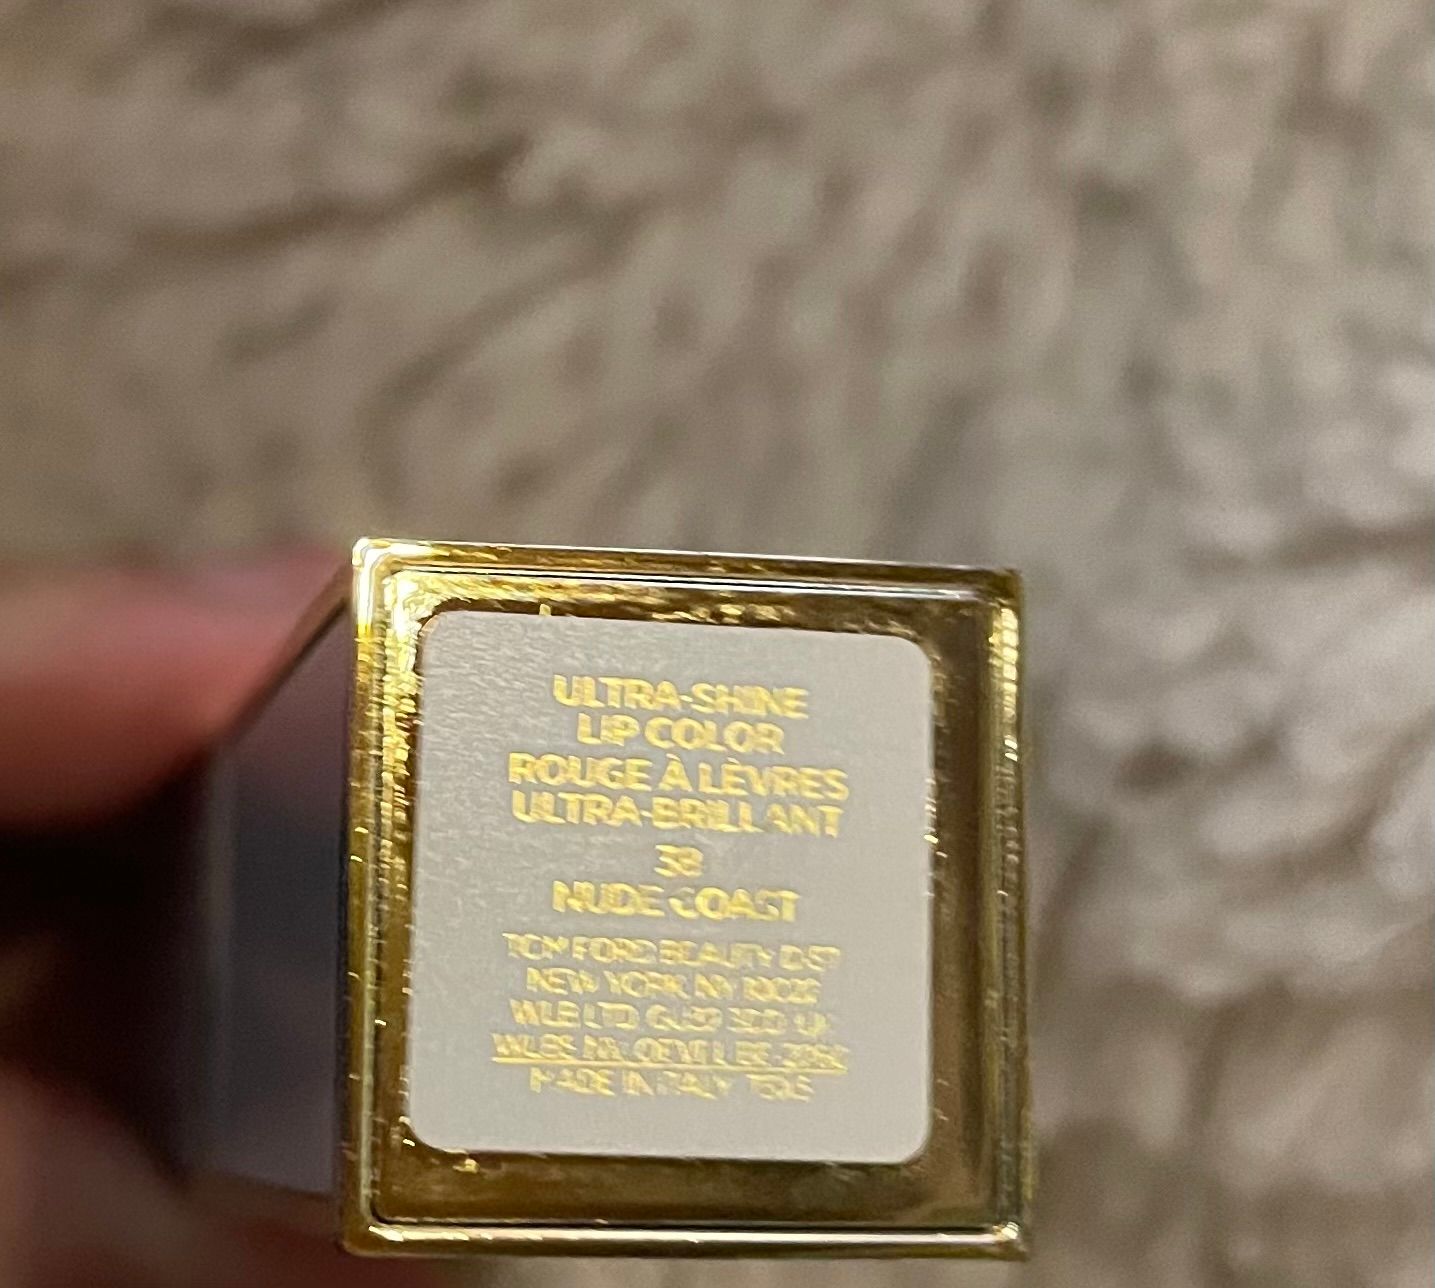 ULTRA-SHINE
LIP COLOR
ROUGE À LÈVRES
ULTRA-BRILLANT
NUDE COAST
TOM FORD BEAUTY DIST
NEW YORK NY 10022
MADE IN ITALY